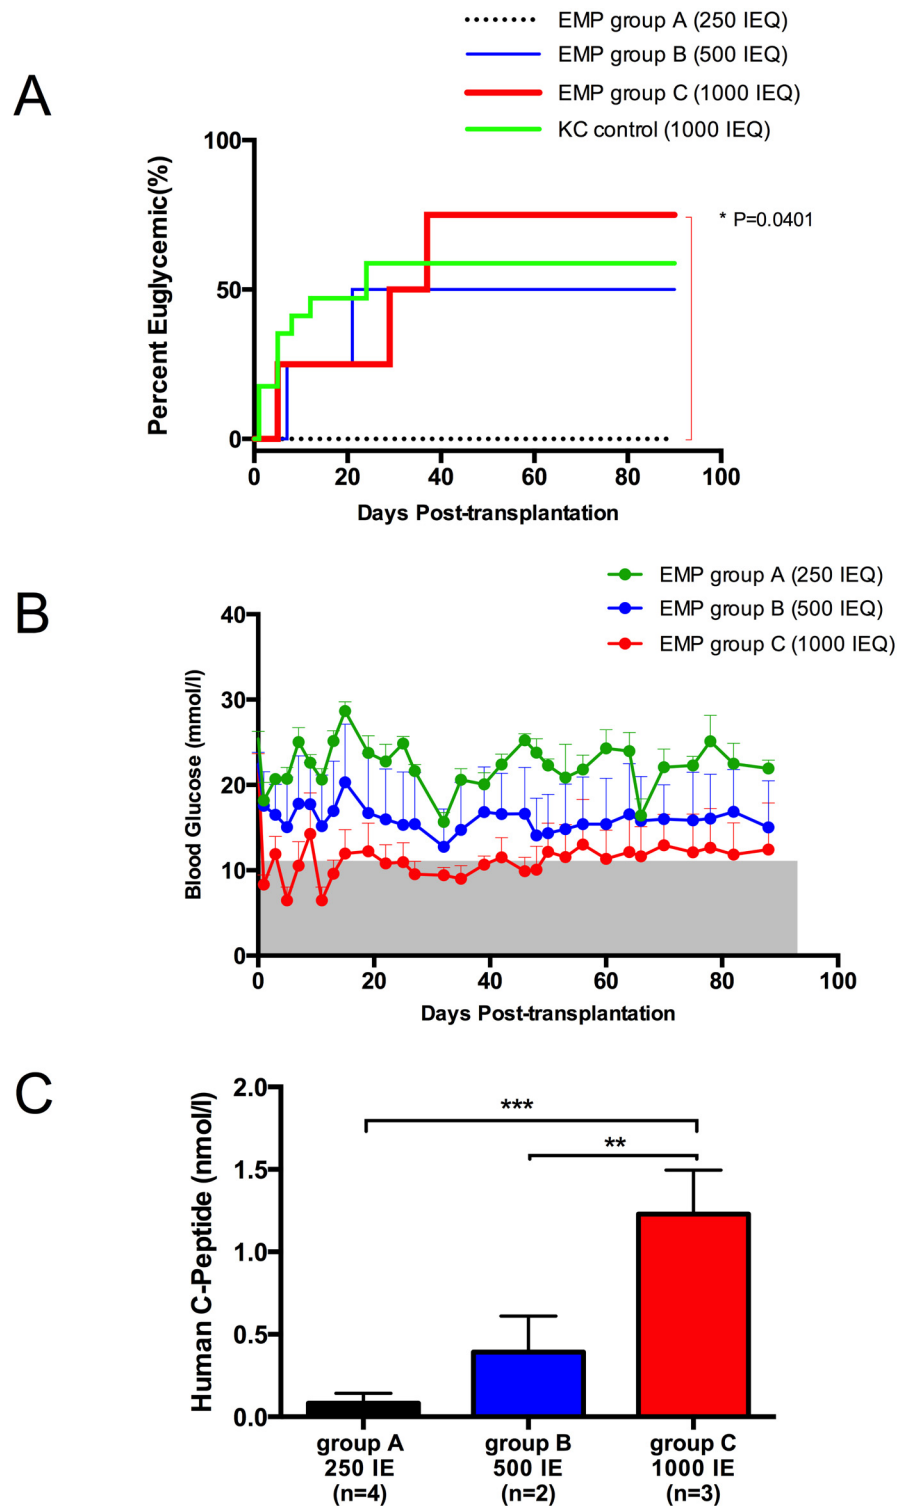 EMP group A (250 IEQ)
EMP group B (500 IEQ)
EMP group C (1000 IEQ)
KC control (1000 IEQ)
A
Percent Euglycemic(%)
100
50
0
* P=0.0401
0 20 40 60 80 100
Days Post-transplantation
B
EMP group A (250 IEQ)
EMP group B (500 IEQ)
EMP group C (1000 IEQ)
Blood Glucose (mmol/l)
40
30
20
10
0
0 20 40 60 80 100
Days Post-transplantation
C
Human C-Peptide (nmol/l)
2.0
1.5
1.0
0.5
0.0
***
**
group A group B group C
250 IE 500 IE 1000 IE
(n=4) (n=2) (n=3)